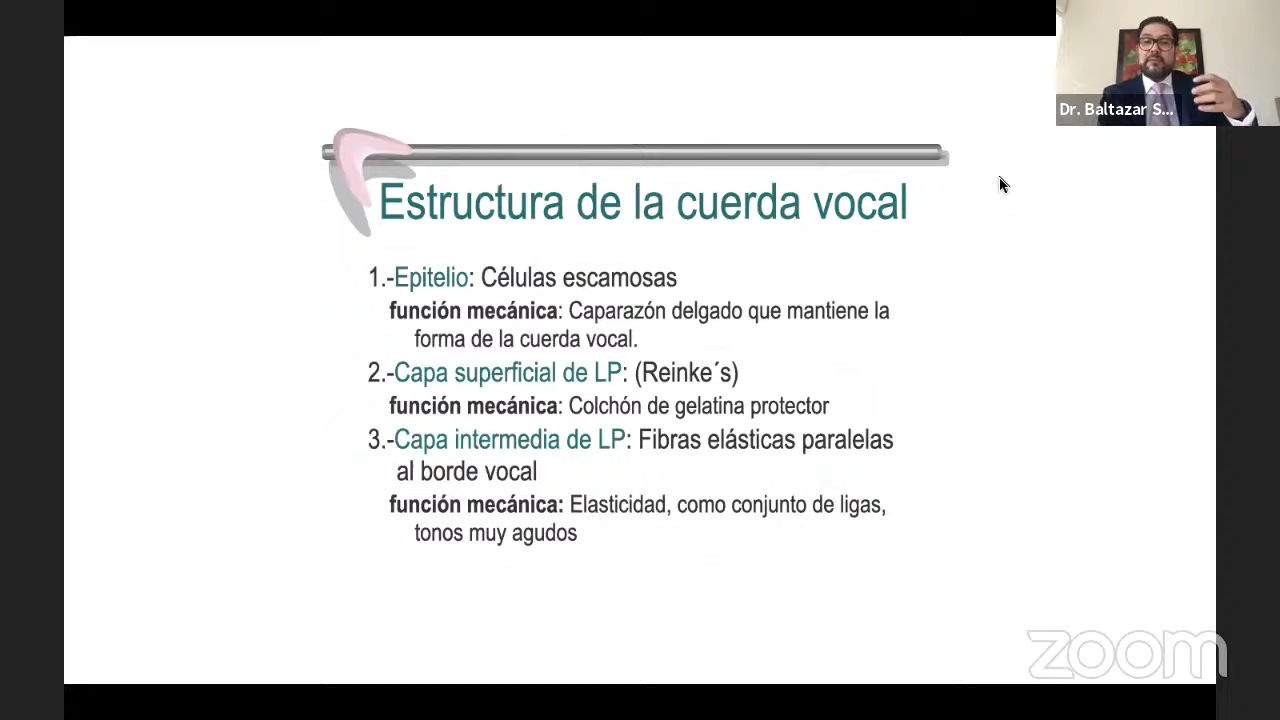 Dr. Baltazar S...
Estructura de la cuerda vocal
1.-Epitelio: Células escamosas
función mecánica: Caparazón delgado que mantiene la
forma de la cuerda vocal.
2.-Capa superficial de LP: (Reinke´s)
función mecánica: Colchón de gelatina protector
3.-Capa intermedia de LP: Fibras elásticas paralelas
al borde vocal
función mecánica: Elasticidad, como conjunto de ligas,
tonos muy agudos
zoom